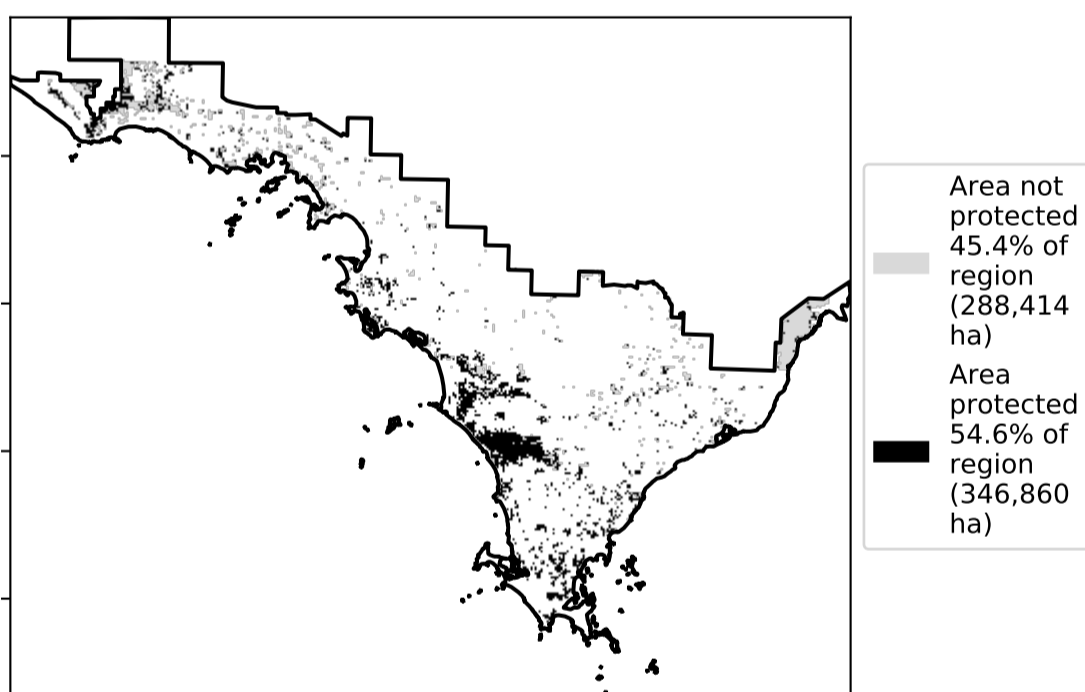 Area not
protected
45.4% of
region
(288,414
ha)
Area
protected
54.6% of
region
(346,860
ha)